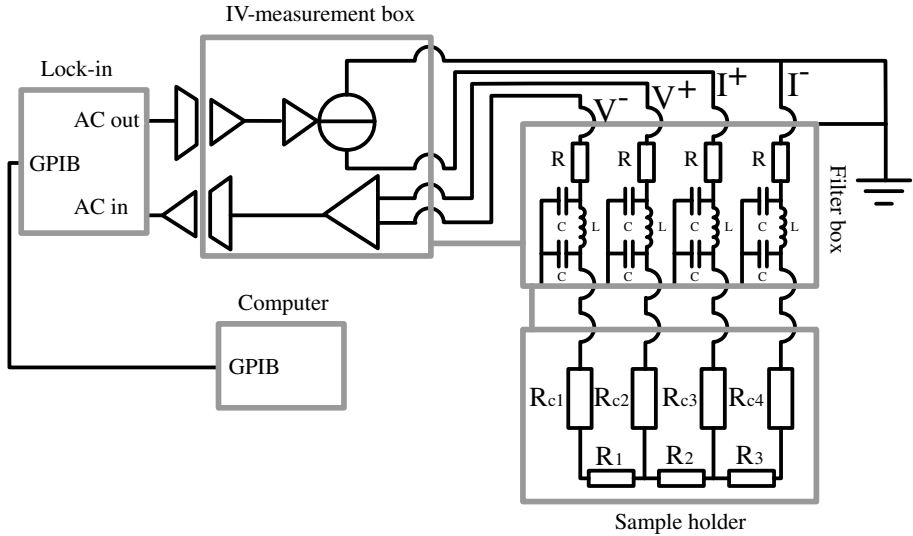 IV-measurement box
Lock-in
AC out
GPIB
AC in
V- V+ I+ I-
R R R R
C L C L C L C L
C C C C
Filter box
Computer
GPIB
Rc1 Rc2 Rc3 Rc4
R1 R2 R3
Sample holder